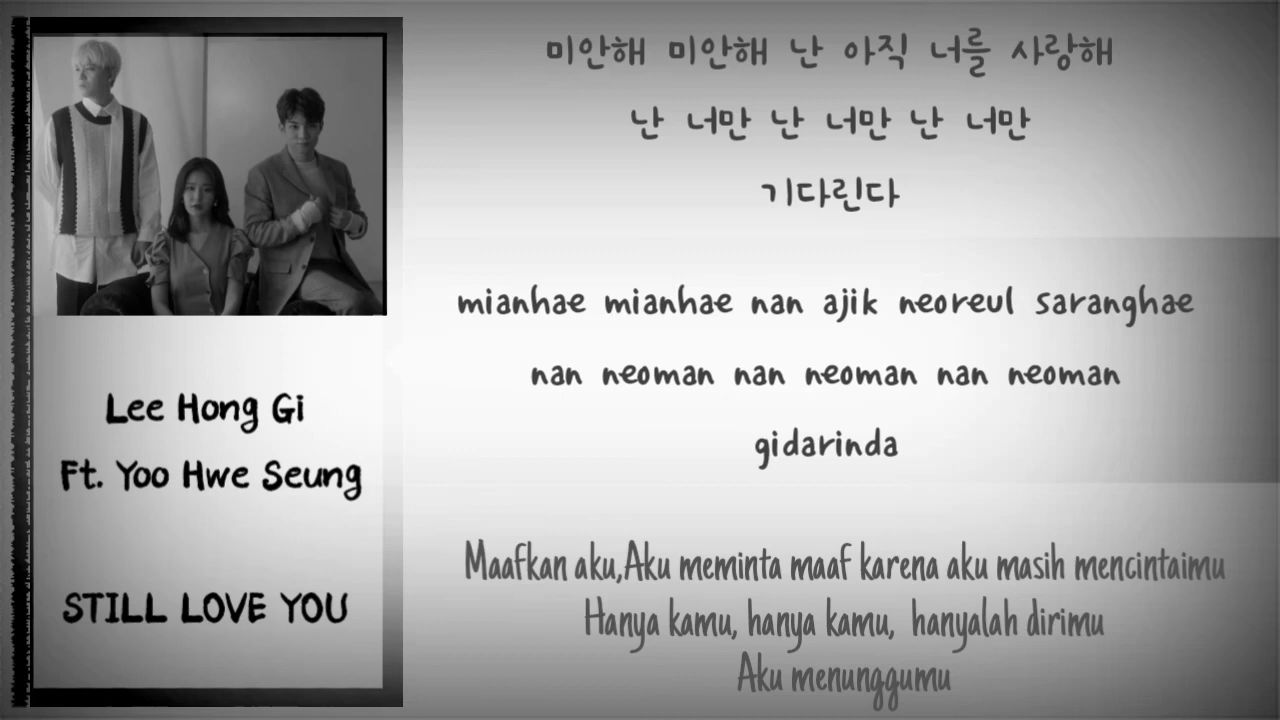 Lee Hong Gi
Ft. Yoo Hwe Seung
STILL LOVE YOU
미안해 미안해 난 아직 너를 사랑해
난 너만 난 너만 난 너만
기다린다
mianhae mianhae nan ajik neoreul saranghae
nan neoman nan neoman nan neoman
gidarinda
Maafkan aku,Aku meminta maaf karena aku masih mencintaimu
Hanya kamu, hanya kamu, hanyalah dirimu
Aku menunggumu